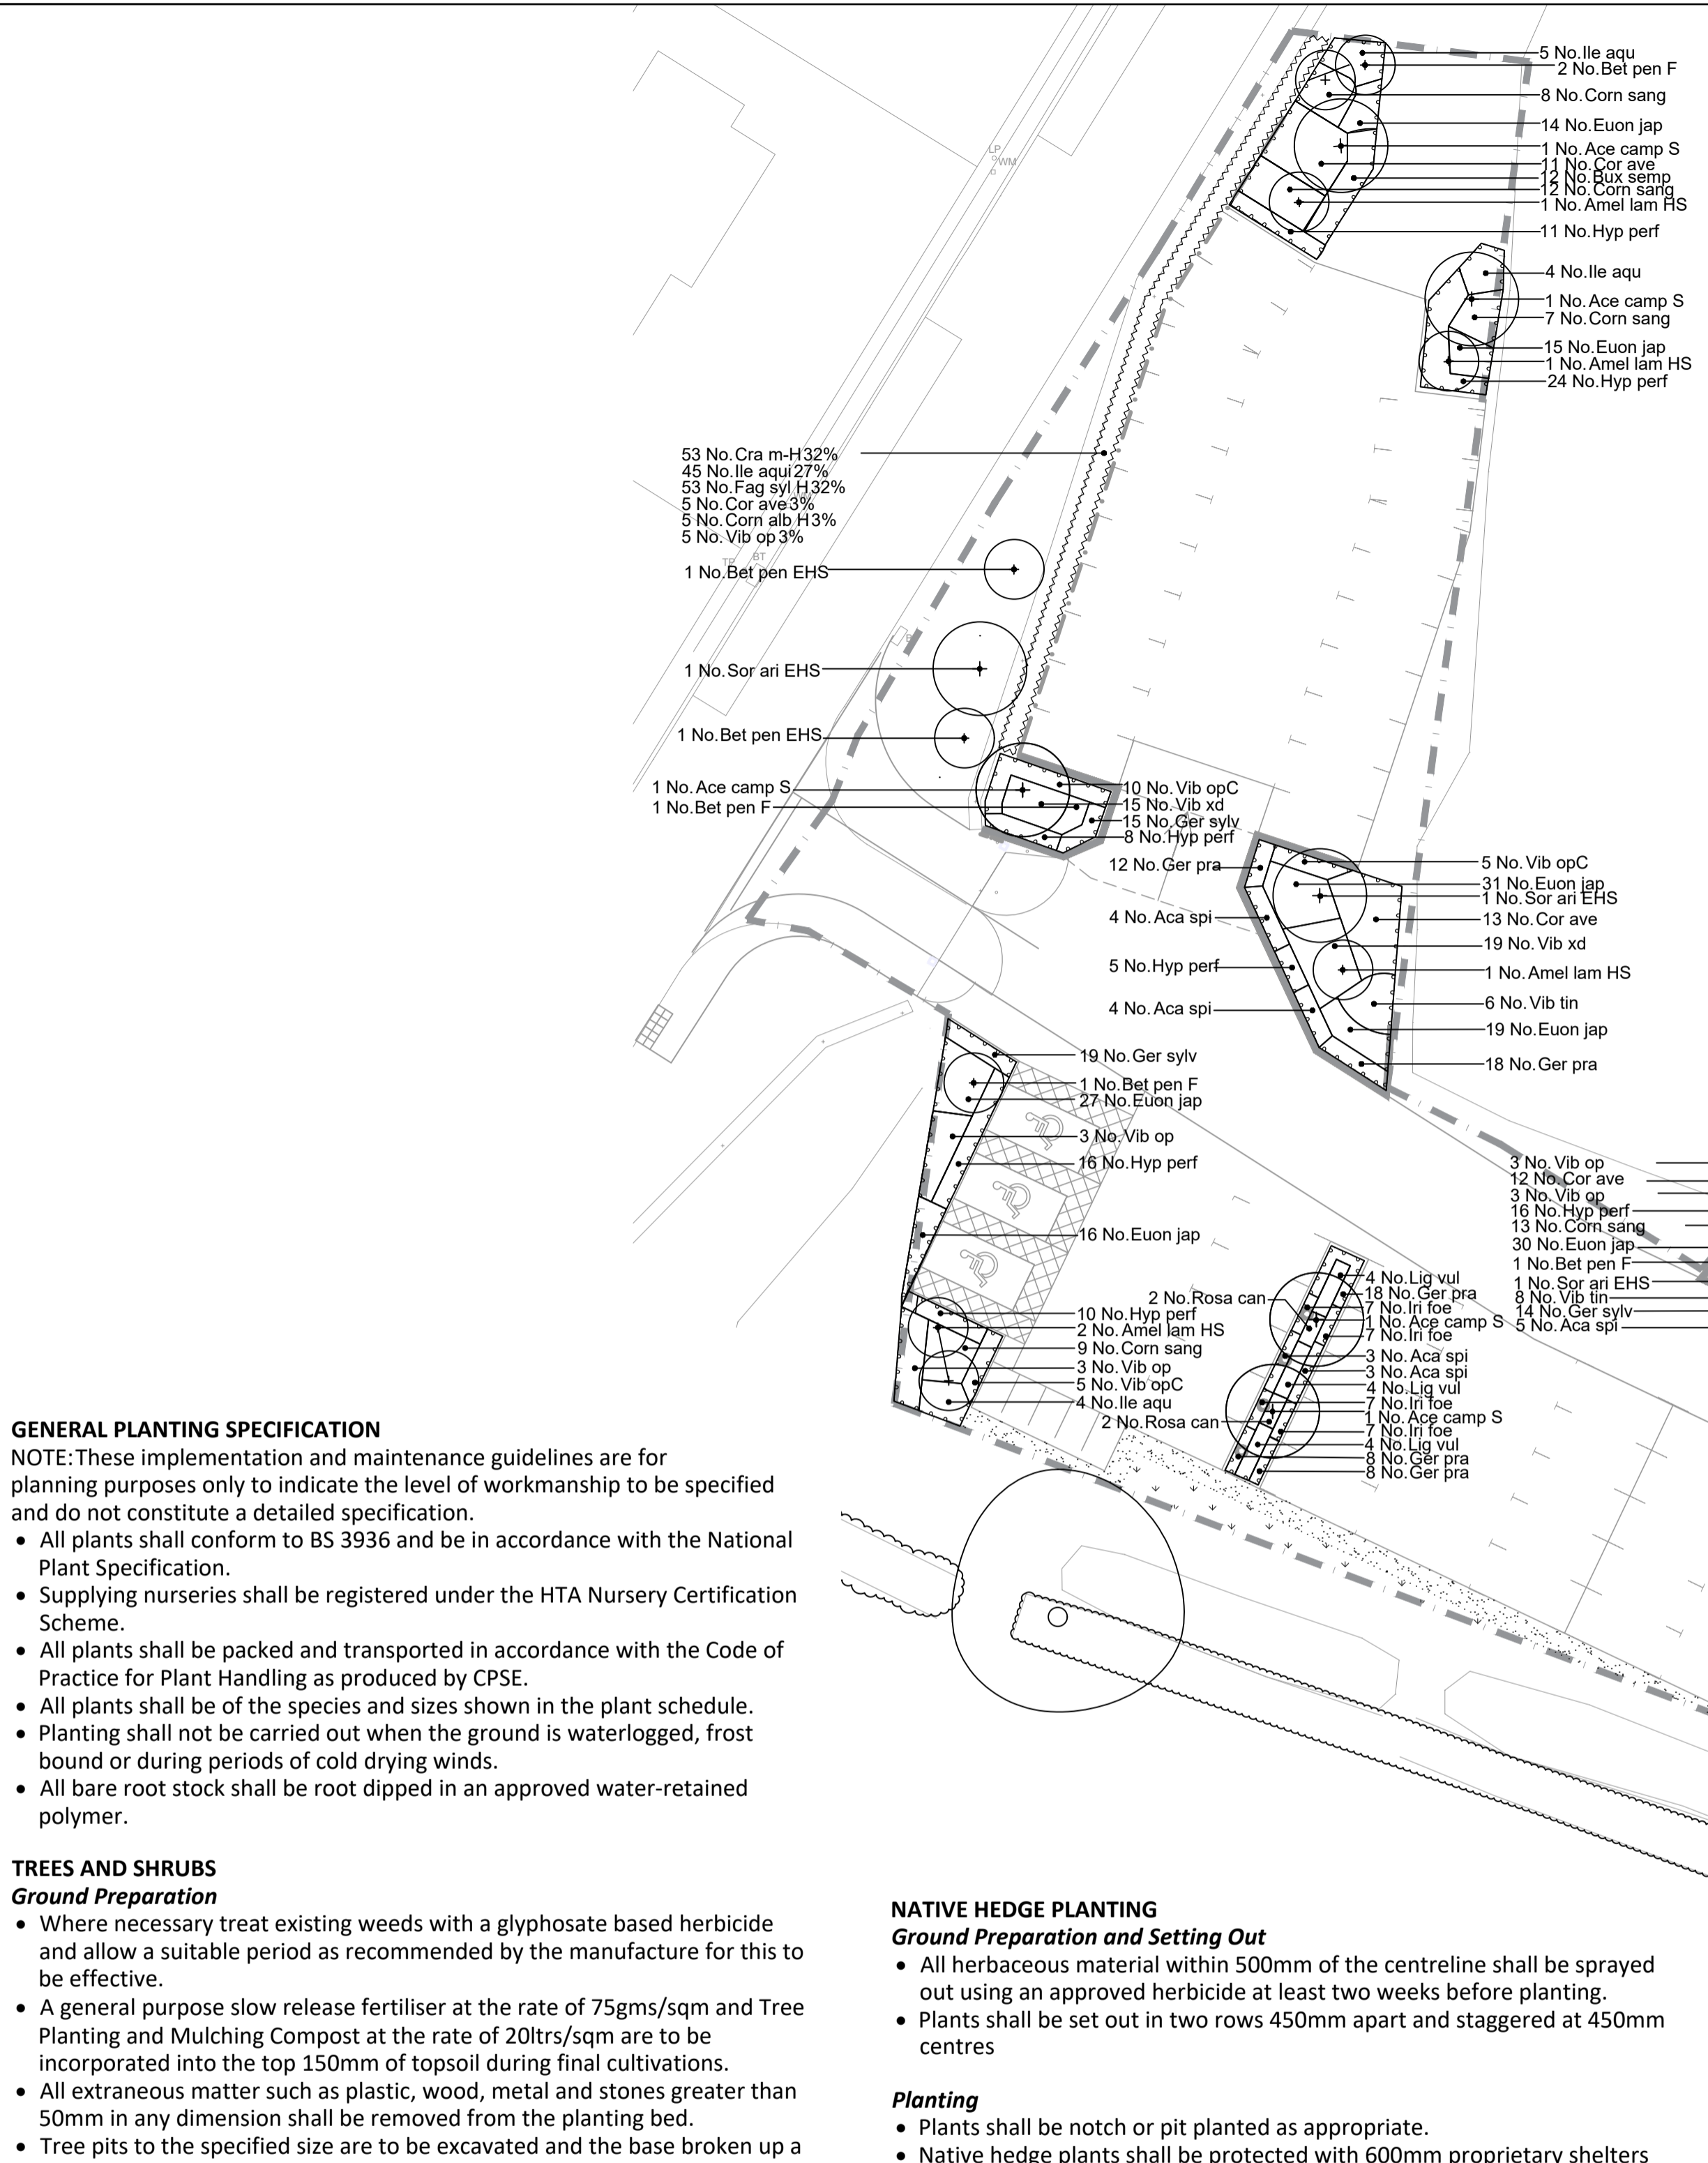 5 No.Ile aqu
2 No.Bet pen F
8 No.Corn sang
14 No.Euon jap
1 No.Ace camp S
11 No.Cor ave
12 No.Bux semp
12 No.Corn sang
1 No.Amel lam HS
11 No.Hyp perf
LP
WM
4 No.Ile aqu
1 No.Ace camp S
7 No.Corn sang
15 No.Euon jap
1 No.Amel lam HS
24 No.Hyp perf
53 No.Cra m-H 32%
45 No.Ile aqui 27%
53 No.Fag syl H 32%
5 No.Cor ave 3%
5 No.Corn alb H 3%
5 No.Vib op 3%
BT
1 No.Bet pen EHS
1 No.Sor ari EHS
1 No.Bet pen EHS
1 No.Ace camp S
1 No.Bet pen F
10 No.Vib opC
15 No.Vib xd
15 No.Ger sylv
8 No.Hyp perf
12 No.Ger pra
4 No.Aca spi
5 No.Hyp perf
4 No.Aca spi
5 No.Vib opC
31 No.Euon jap
1 No.Sor ari EHS
13 No.Cor ave
19 No.Vib xd
1 No.Amel lam HS
6 No.Vib tin
19 No.Euon jap
18 No.Ger pra
19 No.Ger sylv
1 No.Bet pen F
27 No.Euon jap
3 No.Vib op
16 No.Hyp perf
16 No.Euon jap
10 No.Hyp perf
2 No.Amel lam HS
9 No.Corn sang
3 No.Vib op
5 No.Vib opC
4 No.Ile aqu
2 No.Rosa can
2 No.Rosa can
4 No.Lig vul
18 No.Ger pra
7 No.Iri foe
1 No.Ace camp S
7 No.Iri foe
3 No.Aca spi
3 No.Aca spi
4 No.Lig vul
7 No.Iri foe
1 No.Ace camp S
7 No.Iri foe
4 No.Lig vul
8 No.Ger pra
8 No.Ger pra
3 No.Vib op
12 No.Cor ave
3 No.Vib op
16 No.Hyp perf
13 No.Corn sang
30 No.Euon jap
1 No.Bet pen F
1 No.Sor ari EHS
8 No.Vib tin
14 No.Ger sylv
5 No.Aca spi
GENERAL PLANTING SPECIFICATION
NOTE:These implementation and maintenance guidelines are for
planning purposes only to indicate the level of workmanship to be specified
and do not constitute a detailed specification.
• All plants shall conform to BS 3936 and be in accordance with the National
Plant Specification.
• Supplying nurseries shall be registered under the HTA Nursery Certification
Scheme.
• All plants shall be packed and transported in accordance with the Code of
Practice for Plant Handling as produced by CPSE.
• All plants shall be of the species and sizes shown in the plant schedule.
• Planting shall not be carried out when the ground is waterlogged, frost
bound or during periods of cold drying winds.
• All bare root stock shall be root dipped in an approved water-retained
polymer.
TREES AND SHRUBS
Ground Preparation
• Where necessary treat existing weeds with a glyphosate based herbicide
and allow a suitable period as recommended by the manufacture for this to
be effective.
• A general purpose slow release fertiliser at the rate of 75gms/sqm and Tree
Planting and Mulching Compost at the rate of 20ltrs/sqm are to be
incorporated into the top 150mm of topsoil during final cultivations.
• All extraneous matter such as plastic, wood, metal and stones greater than
50mm in any dimension shall be removed from the planting bed.
• Tree pits to the specified size are to be excavated and the base broken up a
NATIVE HEDGE PLANTING
Ground Preparation and Setting Out
• All herbaceous material within 500mm of the centreline shall be sprayed
out using an approved herbicide at least two weeks before planting.
• Plants shall be set out in two rows 450mm apart and staggered at 450mm
centres
Planting
• Plants shall be notch or pit planted as appropriate.
• Native hedge plants shall be protected with 600mm proprietary shelters